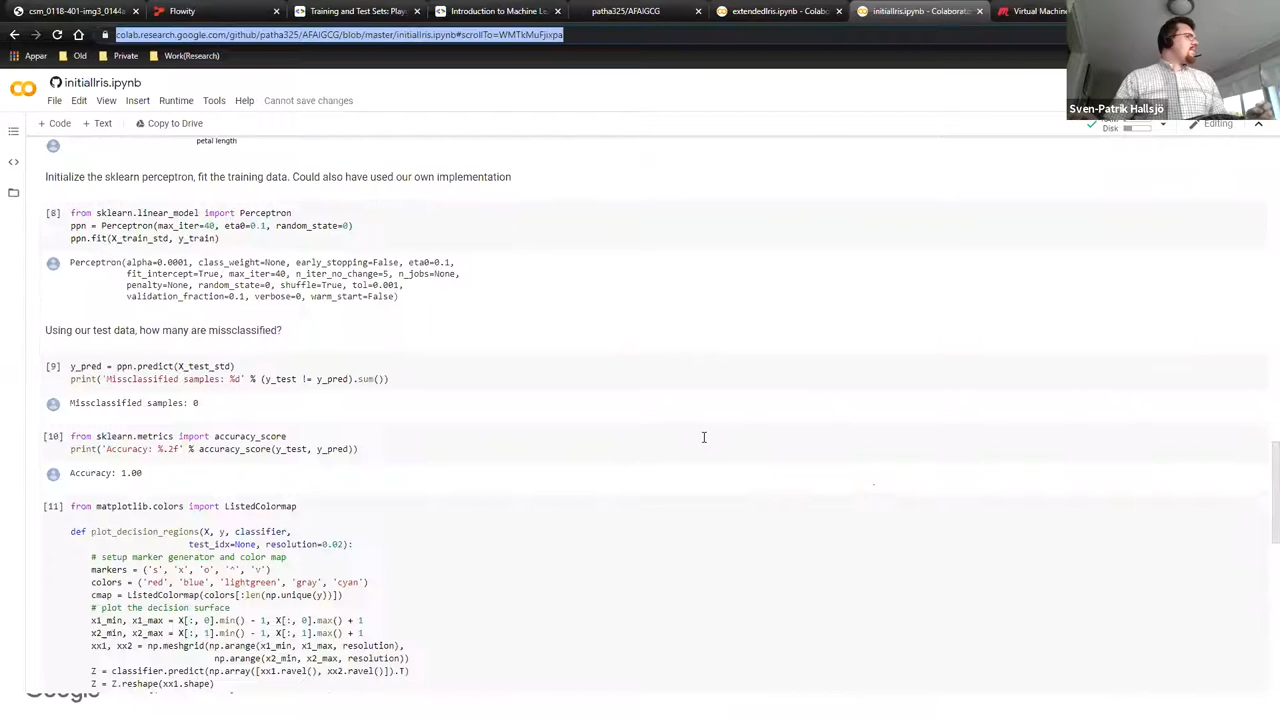 csm_0118-401-img3_0144a
Flowity
Training and Test Sets: Play
Introduction to Machine Le
patha325/AFAIGCG
extendedIris.ipynb - Colabo
initialIris.ipynb - Colaborato
Virtual Machin
colab.research.google.com/github/patha325/AFAIGCG/blob/master/initialIris.ipynb#scrollTo=WMTkMuFjixpa
Appar
Old
Private
Work(Research)
initialIris.ipynb
File Edit View Insert Runtime Tools Help Cannot save changes
Sven-Patrik Hallsjö
+ Code + Text Copy to Drive
Disk
Editing
petal length
Initialize the sklearn perceptron, fit the training data. Could also have used our own implementation
[8] from sklearn.linear_model import Perceptron
ppn = Perceptron(max_iter=40, eta0=0.1, random_state=0)
ppn.fit(X_train_std, y_train)
Perceptron(alpha=0.0001, class_weight=None, early_stopping=False, eta0=0.1,
fit_intercept=True, max_iter=40, n_iter_no_change=5, n_jobs=None,
penalty=None, random_state=0, shuffle=True, tol=0.001,
validation_fraction=0.1, verbose=0, warm_start=False)
Using our test data, how many are missclassified?
[9] y_pred = ppn.predict(X_test_std)
print('Missclassified samples: %d' % (y_test != y_pred).sum())
Missclassified samples: 0
[10] from sklearn.metrics import accuracy_score
print('Accuracy: %.2f' % accuracy_score(y_test, y_pred))
Accuracy: 1.00
[11] from matplotlib.colors import ListedColormap
def plot_decision_regions(X, y, classifier,
test_idx=None, resolution=0.02):
# setup marker generator and color map
markers = ('s', 'x', 'o', '^', 'v')
colors = ('red', 'blue', 'lightgreen', 'gray', 'cyan')
cmap = ListedColormap(colors[:len(np.unique(y))])
# plot the decision surface
x1_min, x1_max = X[:, 0].min() - 1, X[:, 0].max() + 1
x2_min, x2_max = X[:, 1].min() - 1, X[:, 1].max() + 1
xx1, xx2 = np.meshgrid(np.arange(x1_min, x1_max, resolution),
np.arange(x2_min, x2_max, resolution))
Z = classifier.predict(np.array([xx1.ravel(), xx2.ravel()]).T)
Z = Z.reshape(xx1.shape)
Google